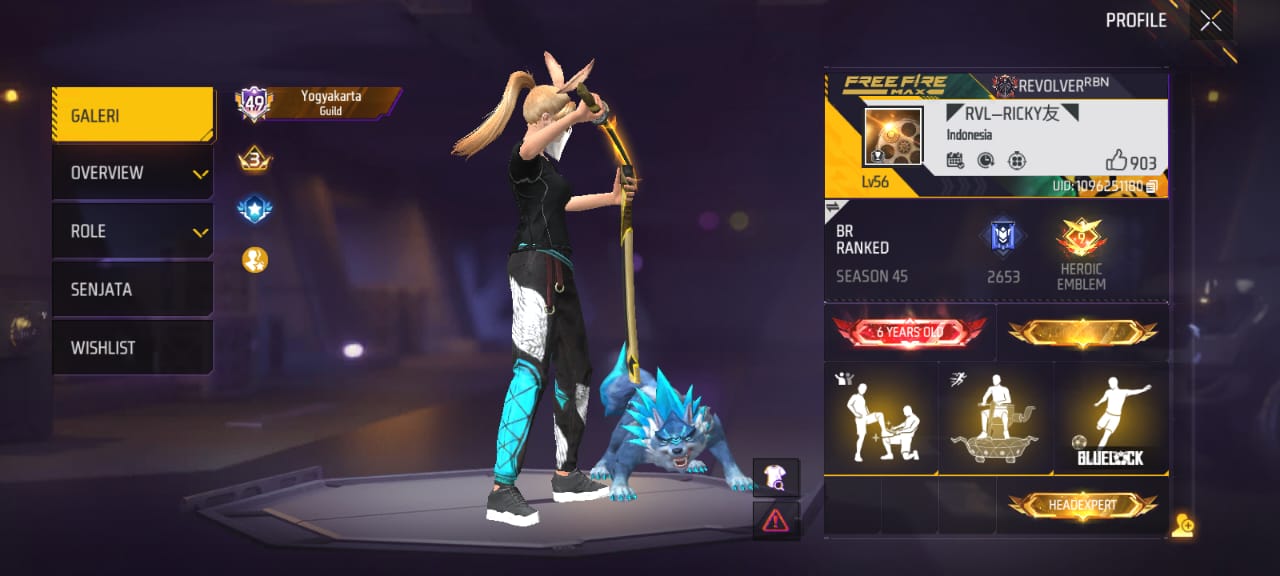 PROFILE
GALERI
OVERVIEW
ROLE
SENJATA
WISHLIST
49
Yogyakarta
Guild
3
FREE FIRE
MAX
REVOLVERᴿᴮᴺ
RVL–RICKY友
Indonesia
903
Lv56
UID: 1096251180
BR
RANKED
SEASON 45
2653
9
HEROIC
EMBLEM
6 YEARS OLD
BLUELOCK
HEADEXPERT